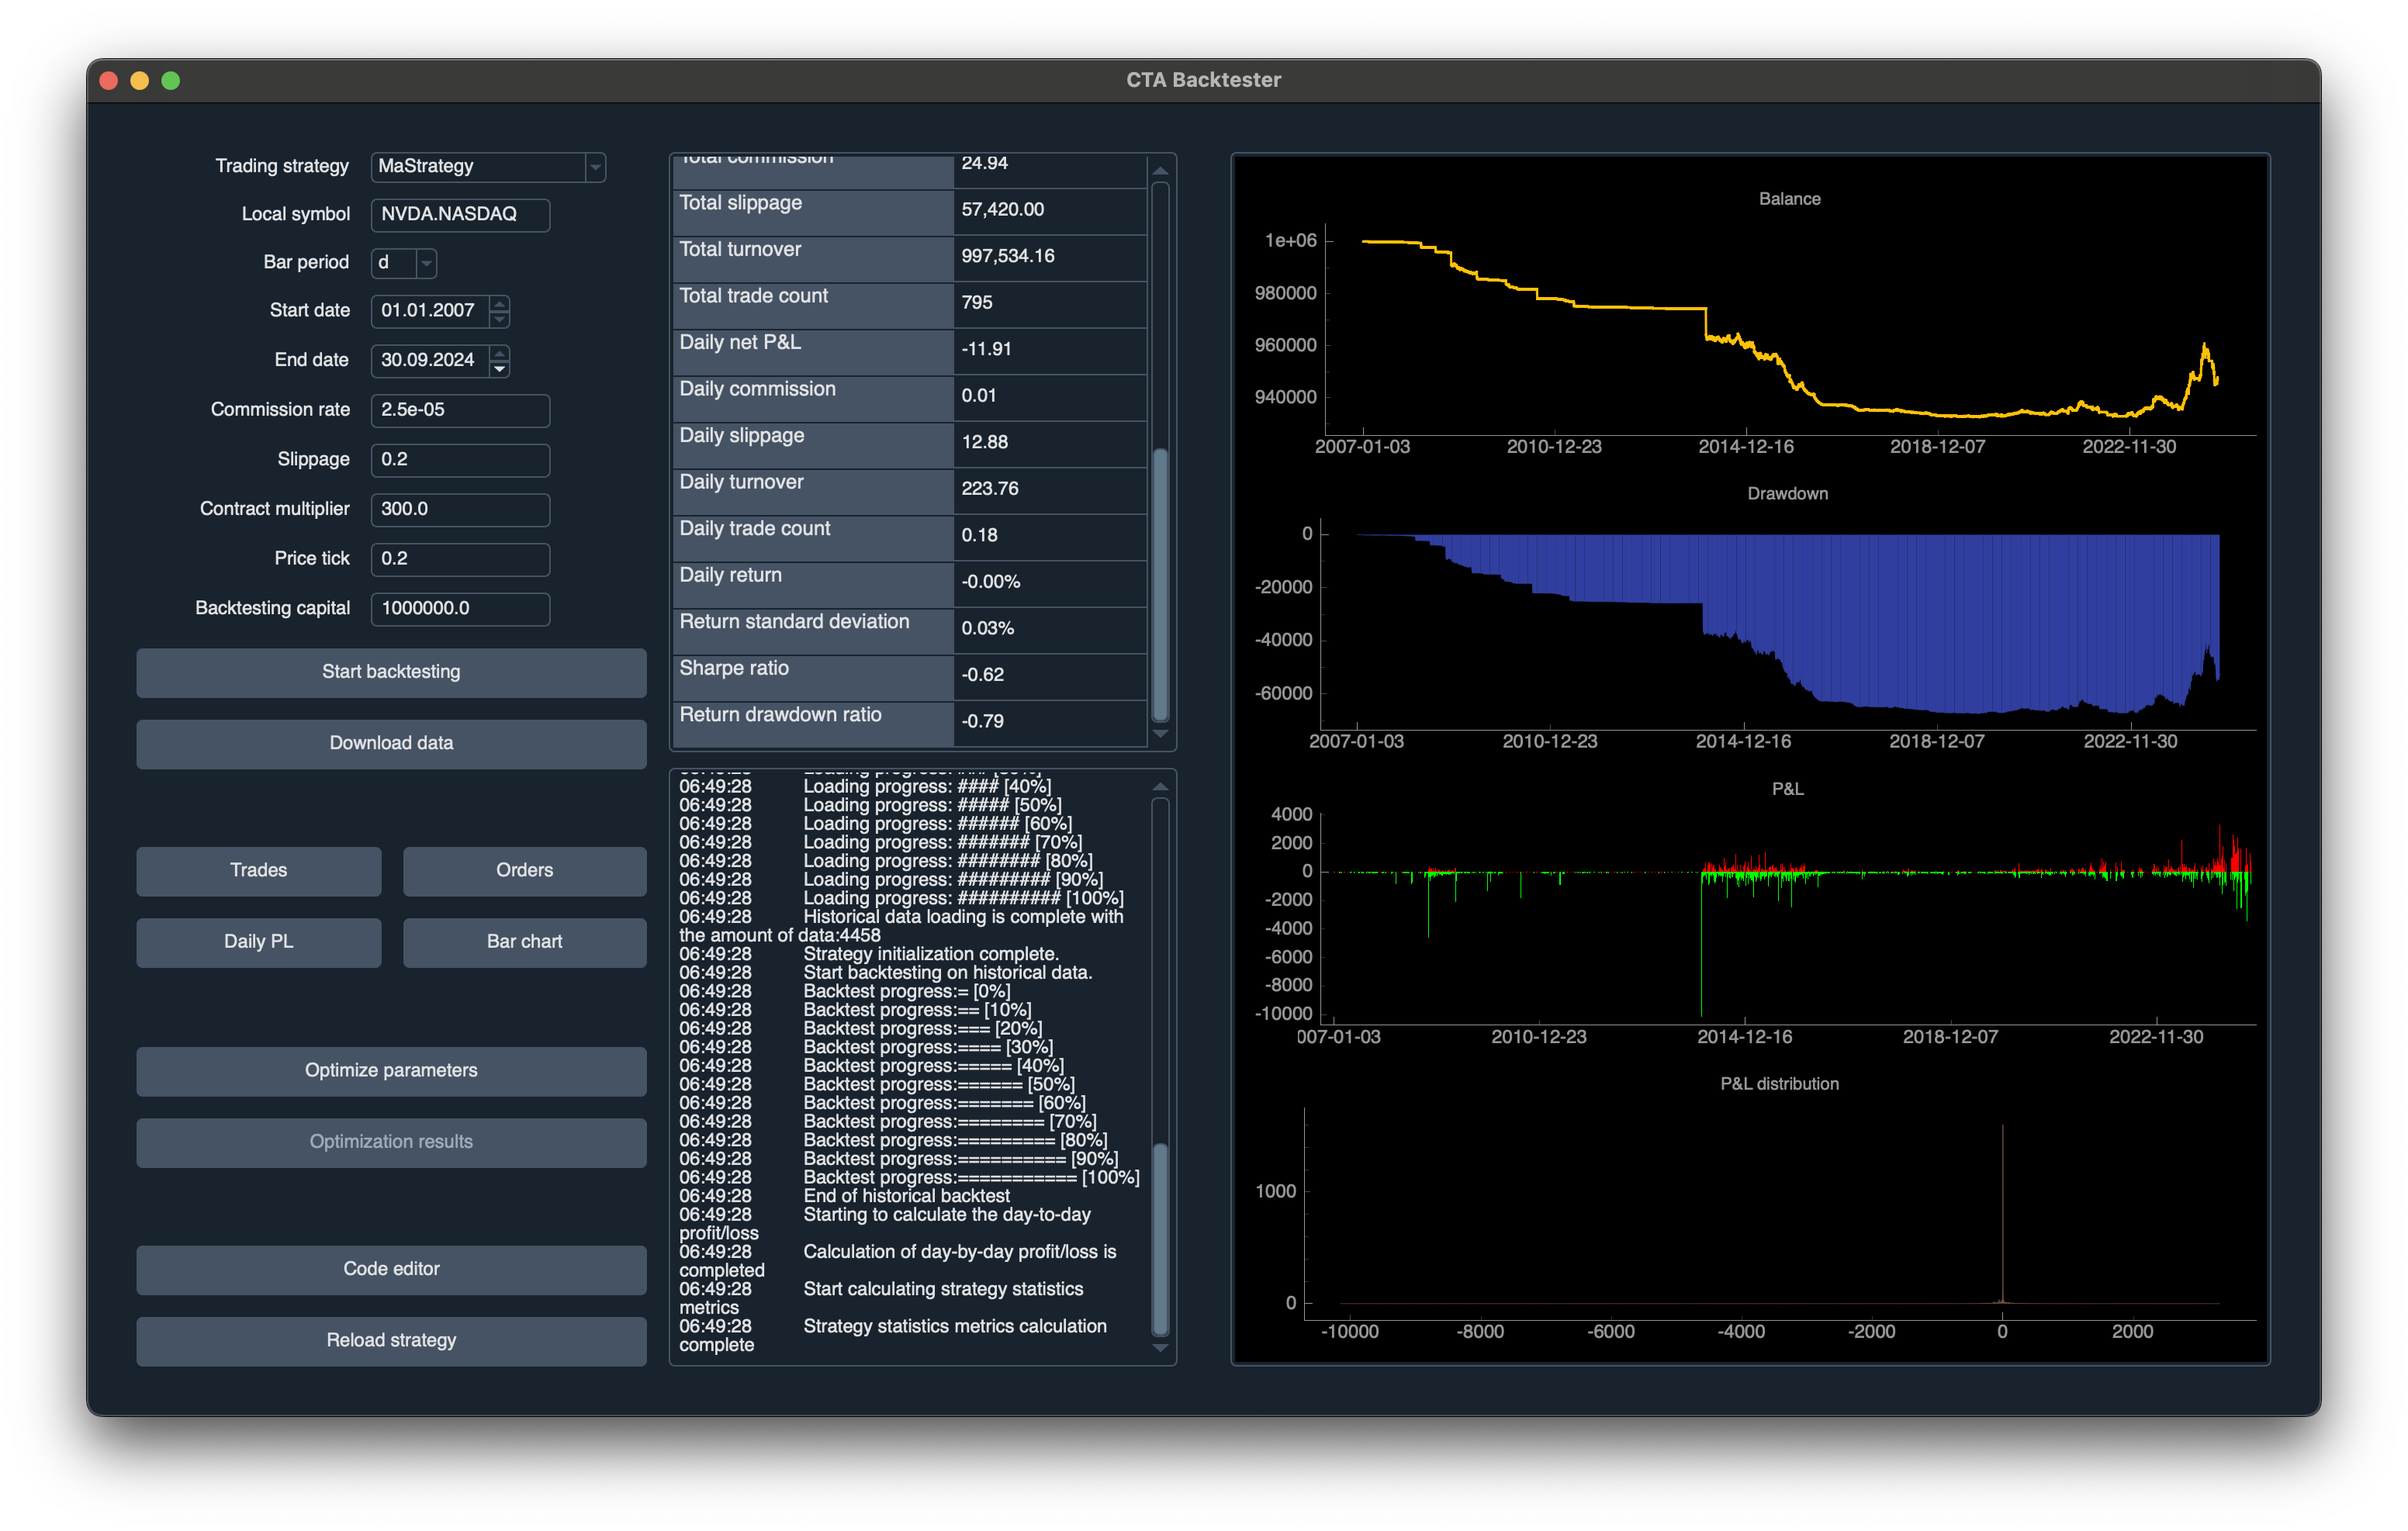 CTA Backtester
Trading strategy MaStrategy
Local symbol NVDA.NASDAQ
Bar period d
Start date 01.01.2007
End date 30.09.2024
Commission rate 2.5e-05
Slippage 0.2
Contract multiplier 300.0
Price tick 0.2
Backtesting capital 1000000.0
Start backtesting
Download data
Trades Orders
Daily PL Bar chart
Optimize parameters
Optimization results
Code editor
Reload strategy
Total commission 24.94
Total slippage 57,420.00
Total turnover 997,534.16
Total trade count 795
Daily net P&L -11.91
Daily commission 0.01
Daily slippage 12.88
Daily turnover 223.76
Daily trade count 0.18
Daily return -0.00%
Return standard deviation 0.03%
Sharpe ratio -0.62
Return drawdown ratio -0.79
06:49:28 Loading progress: #### [40%]
06:49:28 Loading progress: ##### [50%]
06:49:28 Loading progress: ###### [60%]
06:49:28 Loading progress: ####### [70%]
06:49:28 Loading progress: ######## [80%]
06:49:28 Loading progress: ######### [90%]
06:49:28 Loading progress: ########## [100%]
06:49:28 Historical data loading is complete with
the amount of data:4458
06:49:28 Strategy initialization complete.
06:49:28 Start backtesting on historical data.
06:49:28 Backtest progress:= [0%]
06:49:28 Backtest progress:== [10%]
06:49:28 Backtest progress:=== [20%]
06:49:28 Backtest progress:==== [30%]
06:49:28 Backtest progress:===== [40%]
06:49:28 Backtest progress:====== [50%]
06:49:28 Backtest progress:======= [60%]
06:49:28 Backtest progress:======== [70%]
06:49:28 Backtest progress:========= [80%]
06:49:28 Backtest progress:========== [90%]
06:49:28 Backtest progress:=========== [100%]
06:49:28 End of historical backtest
06:49:28 Starting to calculate the day-to-day
profit/loss
06:49:28 Calculation of day-by-day profit/loss is
completed
06:49:28 Start calculating strategy statistics
metrics
06:49:28 Strategy statistics metrics calculation
complete
Balance
1e+06
980000
960000
940000
2007-01-03 2010-12-23 2014-12-16 2018-12-07 2022-11-30
Drawdown
0
-20000
-40000
-60000
2007-01-03 2010-12-23 2014-12-16 2018-12-07 2022-11-30
P&L
4000
2000
0
-2000
-4000
-6000
-8000
-10000
007-01-03 2010-12-23 2014-12-16 2018-12-07 2022-11-30
P&L distribution
1000
0
-10000 -8000 -6000 -4000 -2000 0 2000